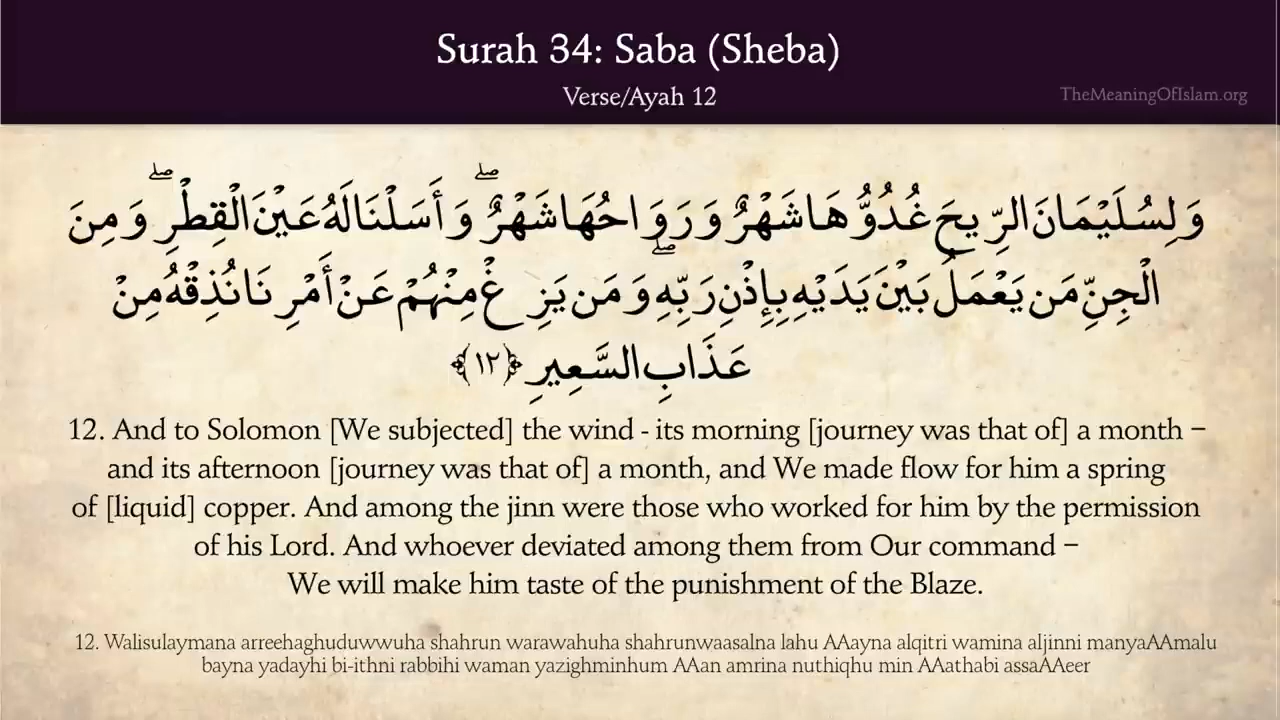 Surah 34: Saba (Sheba)
Verse/Ayah 12
TheMeaningOfIslam.org
وَلِسُلَيْمَانَ الرِّيحَ غُدُوُّهَا شَهْرٌ وَرَوَاحُهَا شَهْرٌ ۖ وَأَسَلْنَا لَهُ عَيْنَ الْقِطْرِ ۖ وَمِنَ
الْجِنِّ مَن يَعْمَلُ بَيْنَ يَدَيْهِ بِإِذْنِ رَبِّهِ ۖ وَمَن يَزِغْ مِنْهُمْ عَنْ أَمْرِنَا نُذِقْهُ مِنْ
عَذَابِ السَّعِيرِ ﴿١٢﴾
12. And to Solomon [We subjected] the wind - its morning [journey was that of] a month –
and its afternoon [journey was that of] a month, and We made flow for him a spring
of [liquid] copper. And among the jinn were those who worked for him by the permission
of his Lord. And whoever deviated among them from Our command –
We will make him taste of the punishment of the Blaze.
12. Walisulaymana arreehaghuduwwuha shahrun warawahuha shahrunwaasalna lahu AAayna alqitri wamina aljinni manyaAAmalu
bayna yadayhi bi-ithni rabbihi waman yazighminhum AAan amrina nuthiqhu min AAathabi assaAAeer